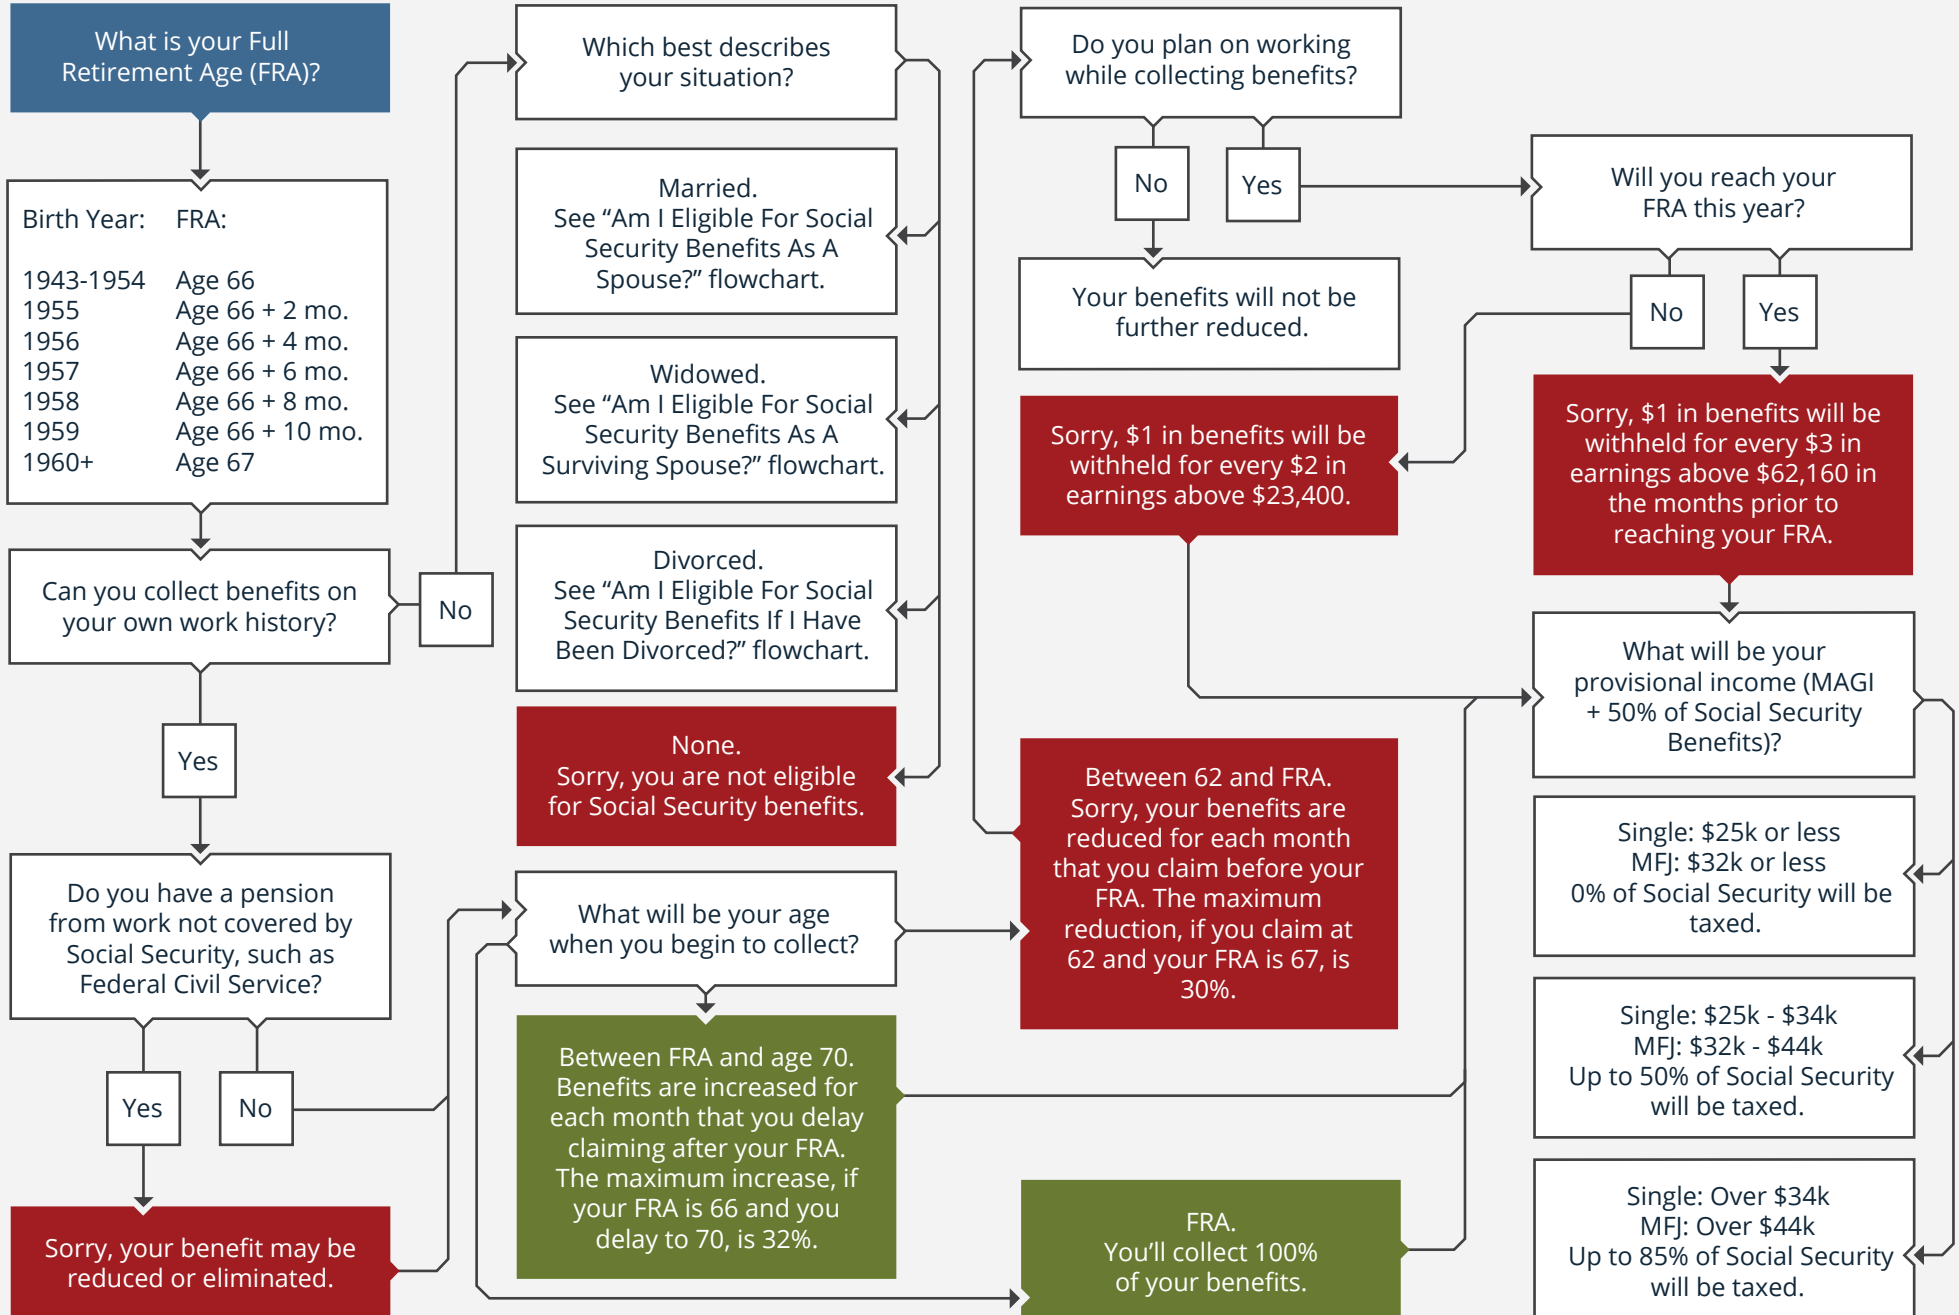 What is your Full
Retirement Age (FRA)?
Birth Year: FRA:
1943-1954 Age 66
1955 Age 66 + 2 mo.
1956 Age 66 + 4 mo.
1957 Age 66 + 6 mo.
1958 Age 66 + 8 mo.
1959 Age 66 + 10 mo.
1960+ Age 67
Can you collect benefits on
your own work history?
No
Yes
Do you have a pension
from work not covered by
Social Security, such as
Federal Civil Service?
Yes
No
Sorry, your benefit may be
reduced or eliminated.
Which best describes
your situation?
Married.
See “Am I Eligible For Social
Security Benefits As A
Spouse?” flowchart.
Widowed.
See “Am I Eligible For Social
Security Benefits As A
Surviving Spouse?” flowchart.
Divorced.
See “Am I Eligible For Social
Security Benefits If I Have
Been Divorced?” flowchart.
None.
Sorry, you are not eligible
for Social Security benefits.
What will be your age
when you begin to collect?
Between FRA and age 70.
Benefits are increased for
each month that you delay
claiming after your FRA.
The maximum increase, if
your FRA is 66 and you
delay to 70, is 32%.
Do you plan on working
while collecting benefits?
No
Yes
Your benefits will not be
further reduced.
Sorry, $1 in benefits will be
withheld for every $2 in
earnings above $23,400.
Between 62 and FRA.
Sorry, your benefits are
reduced for each month
that you claim before your
FRA. The maximum
reduction, if you claim at
62 and your FRA is 67, is
30%.
FRA.
You’ll collect 100%
of your benefits.
Will you reach your
FRA this year?
No
Yes
Sorry, $1 in benefits will be
withheld for every $3 in
earnings above $62,160 in
the months prior to
reaching your FRA.
What will be your
provisional income (MAGI
+ 50% of Social Security
Benefits)?
Single: $25k or less
MFJ: $32k or less
0% of Social Security will be
taxed.
Single: $25k - $34k
MFJ: $32k - $44k
Up to 50% of Social Security
will be taxed.
Single: Over $34k
MFJ: Over $44k
Up to 85% of Social Security
will be taxed.